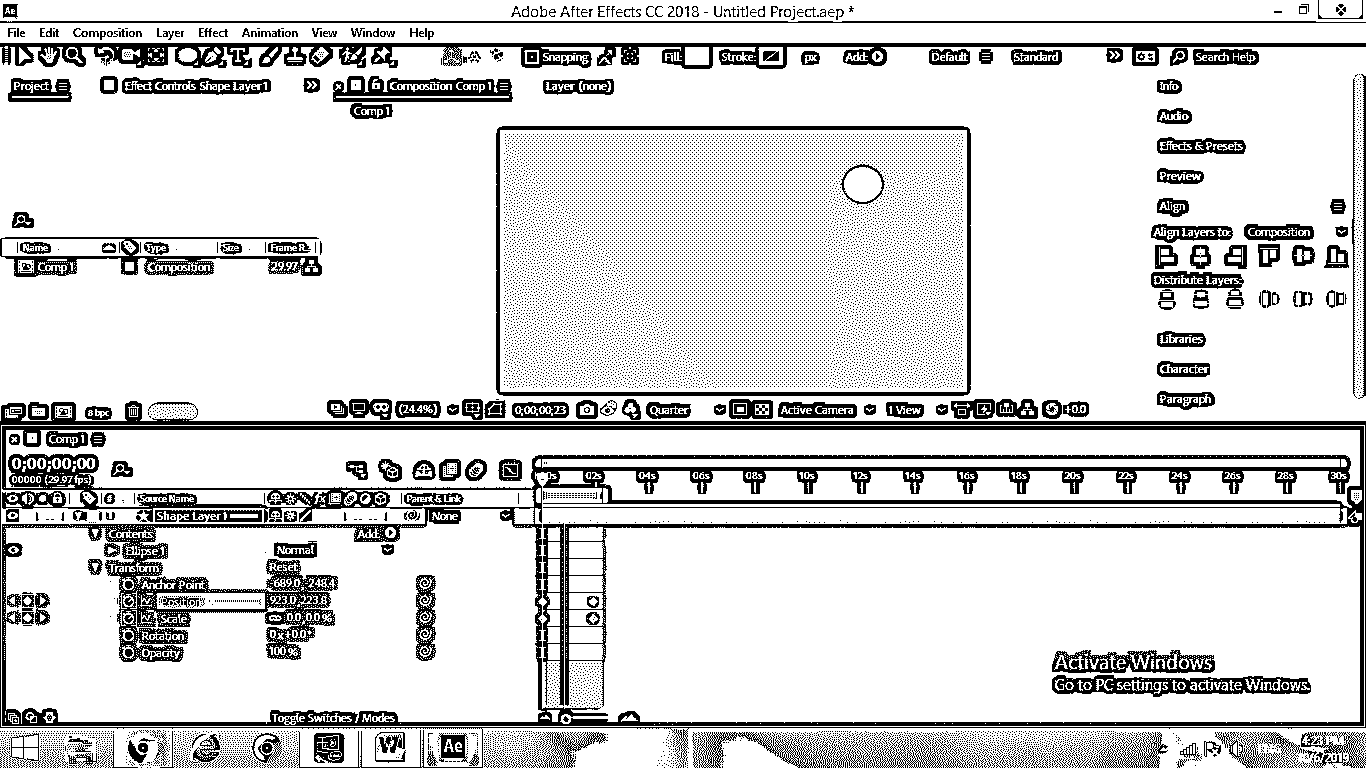 Adobe After Effects CC 2018 - Untitled Project.aep *
File Edit Composition Layer Effect Animation View Window Help
Snapping Fill: Stroke: px Add: Default Standard Search Help
Project Effect Controls Shape Layer 1 Composition Comp 1 Layer (none)
Comp 1
Info
Audio
Effects & Presets
Preview
Align
Align Layers to: Composition
Distribute Layers:
Libraries
Character
Paragraph
Name Type Size Frame R...
Comp 1 Composition 29.97
8 bpc
(24.4%) 0;00;00;23 Quarter Active Camera 1 View +0.0
Comp 1
0;00;00;00
00000 (29.97 fps)
02s 04s 06s 08s 10s 12s 14s 16s 18s 20s 22s 24s 26s 28s 30s
# Source Name Parent & Link
1 Shape Layer 1 None
Contents Add:
Ellipse 1 Normal
Transform Reset
Anchor Point -689.0,-248.4
Position 923.0,223.8
Scale 0.0,0.0%
Rotation 0x+0.0°
Opacity 100%
Toggle Switches / Modes
Activate Windows
Go to PC settings to activate Windows.
Ae